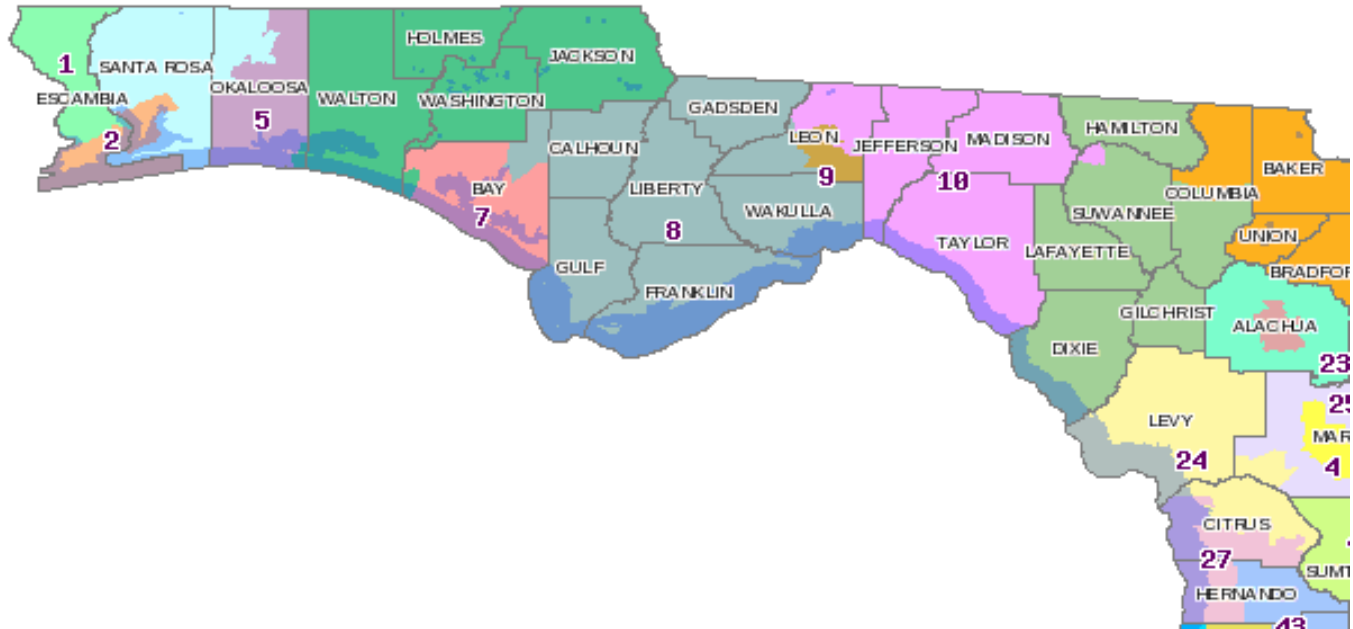 HOLMES
JACKSON
1
SANTA ROSA
ESCAMBIA
OKALOOSA
WALTON
WASHINGTON
GADSDEN
5
2
LEON
JEFFERSON
MADISON
HAMILTON
CALHOUN
BAKER
BAY
LIBERTY
9
10
COLUMBIA
7
WAKULLA
SUWANNEE
8
TAYLOR
LAFAYETTE
UNION
GULF
FRANKLIN
BRADFOR
GILCHRIST
ALACHUA
DIXIE
23
25
LEVY
MAR
24
4
CITRUS
27
SUMT
HERNANDO
43